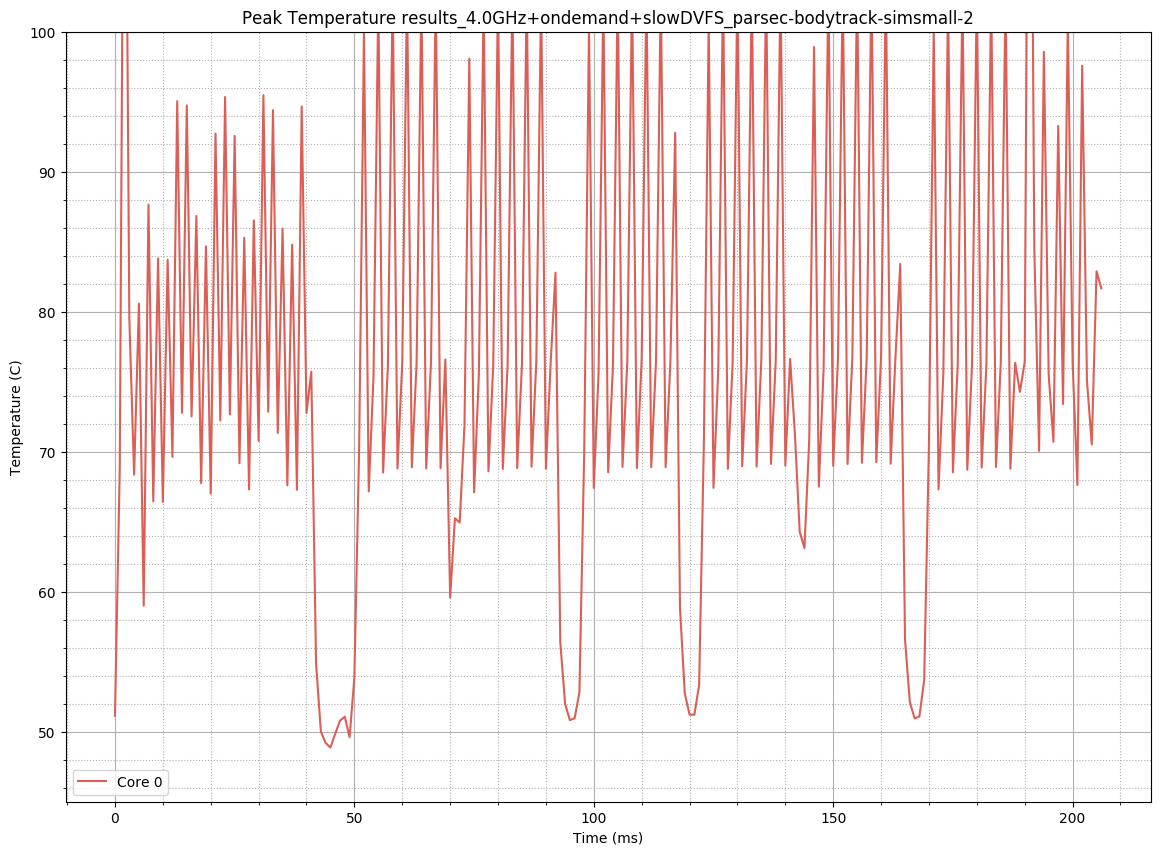 Peak Temperature results_4.0GHz+ondemand+slowDVFS_parsec-bodytrack-simsmall-2
100
90
80
70
60
50
Temperature (C)
Core 0
0
50
100
150
200
Time (ms)